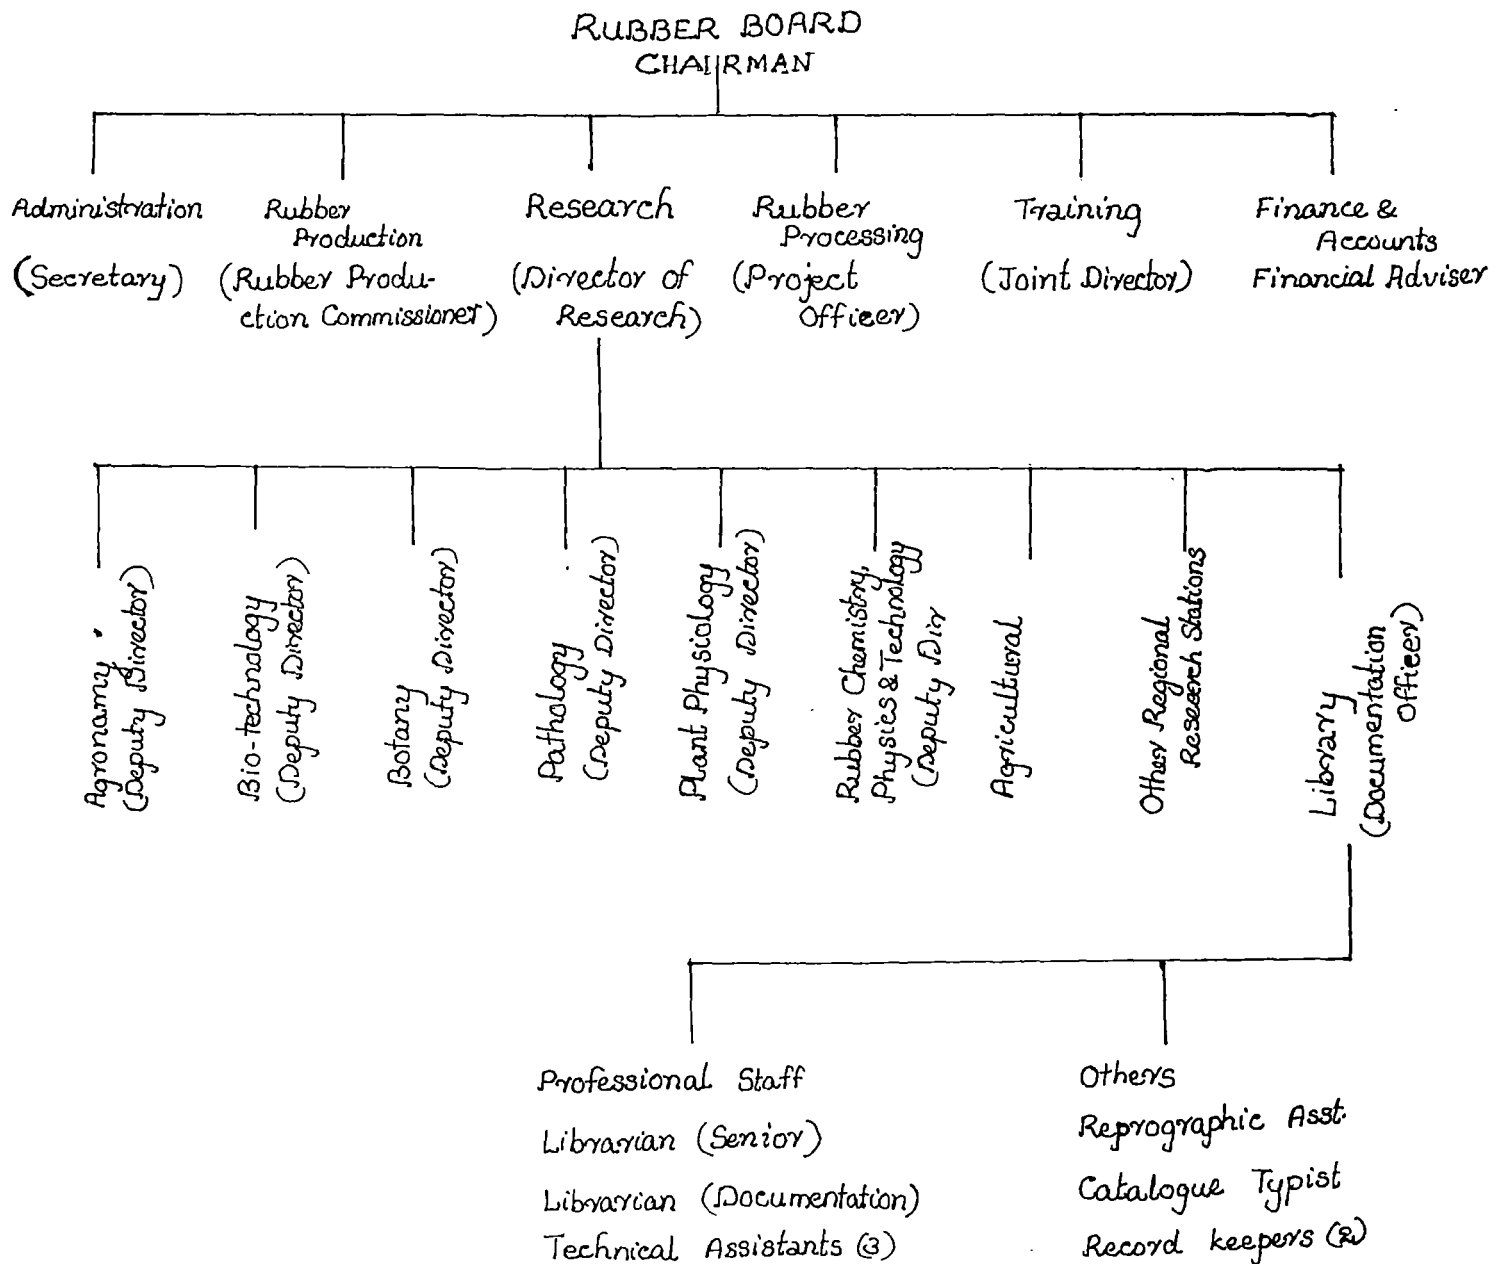 RUBBER BOARD
CHAIRMAN
Administration
(Secretary)
Rubber
Production
(Rubber Produ-
ction Commissioner)
Research
(Director of
Research)
Rubber
Processing
(Project
Officer)
Training
(Joint Director)
Finance &
Accounts
Financial Adviser
Agronamy
(Deputy Director)
Bio-technology
(Deputy Director)
Botany
(Deputy Director)
Pathology
(Deputy Director)
Plant Physiology
(Deputy Director)
Rubber Chemistry,
Physics & Technology
(Deputy Dir
Agricultural
Other Regional
Research Stations
Library
(Documentation
Officer)
Professional Staff
Librarian (Senior)
Librarian (Documentation)
Technical Assistants (3)
Others
Reprographic Asst.
Catalogue Typist
Record keepers (2)